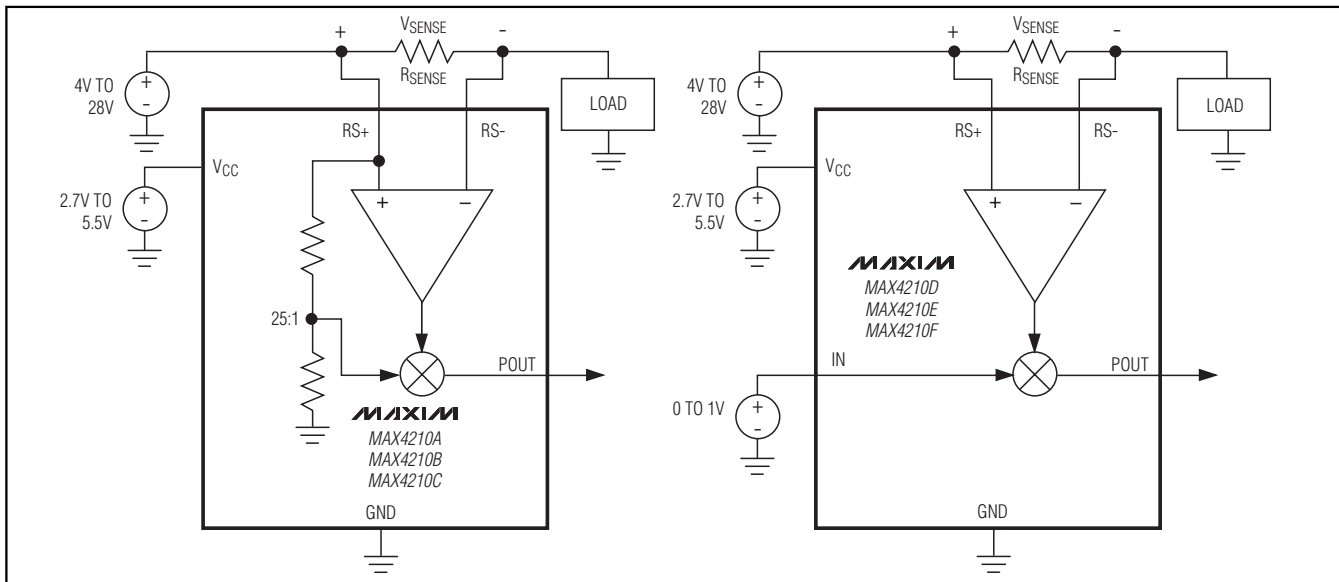 VSENSE
+ -
RSENSE
4V TO
28V
+
-
LOAD
RS+ RS-
VCC
2.7V TO
5.5V
+
-
+ −
25:1
POUT
MAXIM
MAX4210A
MAX4210B
MAX4210C
GND
VSENSE
+ -
RSENSE
4V TO
28V
+
-
LOAD
RS+ RS-
VCC
2.7V TO
5.5V
+
-
+ −
MAXIM
MAX4210D
MAX4210E
MAX4210F
IN
POUT
0 TO 1V
+
-
GND